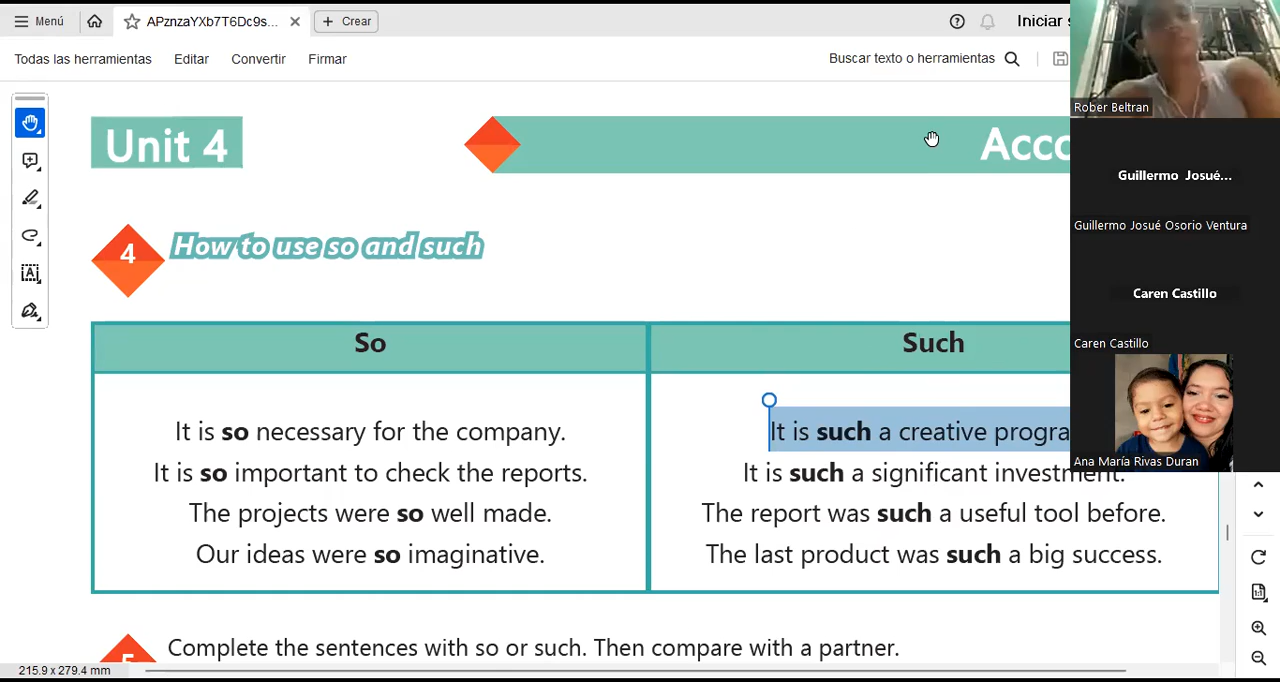 Menú
APznzaYXb7T6Dc9s...
Crear
Iniciar
Todas las herramientas
Editar
Convertir
Firmar
Buscar texto o herramientas
Rober Beltran
Unit 4
Guillermo Josué...
Guillermo Josué Osorio Ventura
4
How to use so and such
Caren Castillo
Caren Castillo
So
Such
It is so necessary for the company.
It is so important to check the reports.
The projects were so well made.
Our ideas were so imaginative.
It is such a creative
Ana María Rivas Duran
It is such a significant investment.
The report was such a useful tool before.
The last product was such a big success.
5
Complete the sentences with so or such. Then compare with a partner.
215.9 x 279.4 mm